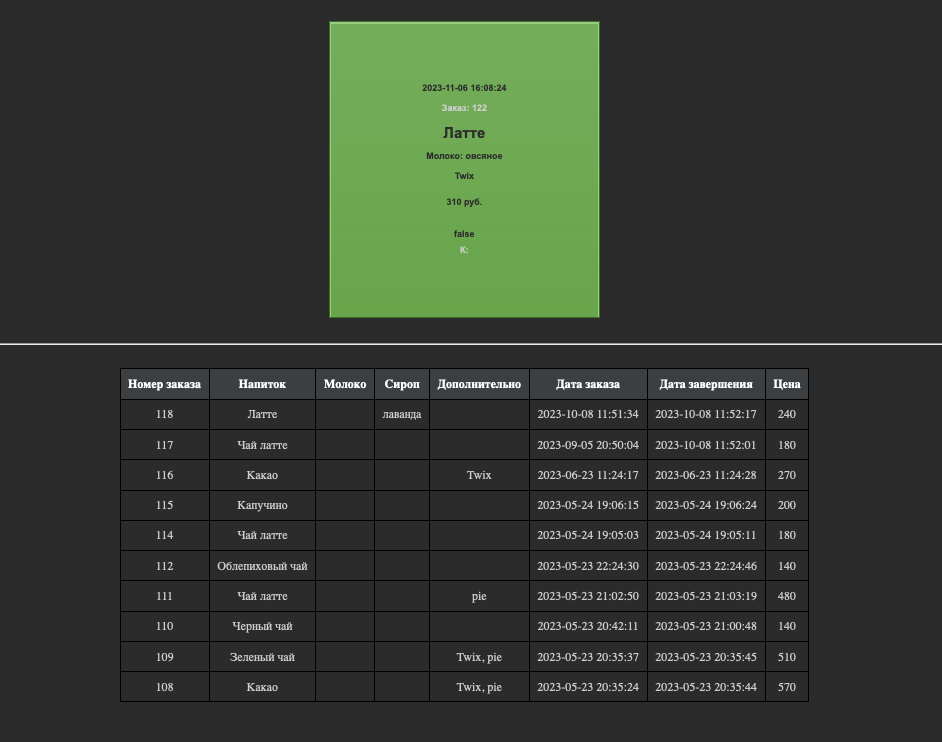 2023-11-06 16:08:24
Заказ: 122
Латте
Молоко: овсяное
Twix
310 руб.
false
К:
Номер заказа Напиток Молоко Сироп Дополнительно Дата заказа Дата завершения Цена
118 Латте лаванда 2023-10-08 11:51:34 2023-10-08 11:52:17 240
117 Чай латте 2023-09-05 20:50:04 2023-10-08 11:52:01 180
116 Какао Twix 2023-06-23 11:24:17 2023-06-23 11:24:28 270
115 Капучино 2023-05-24 19:06:15 2023-05-24 19:06:24 200
114 Чай латте 2023-05-24 19:05:03 2023-05-24 19:05:11 180
112 Облепиховый чай 2023-05-23 22:24:30 2023-05-23 22:24:46 140
111 Чай латте pie 2023-05-23 21:02:50 2023-05-23 21:03:19 480
110 Черный чай 2023-05-23 20:42:11 2023-05-23 21:00:48 140
109 Зеленый чай Twix, pie 2023-05-23 20:35:37 2023-05-23 20:35:45 510
108 Какао Twix, pie 2023-05-23 20:35:24 2023-05-23 20:35:44 570